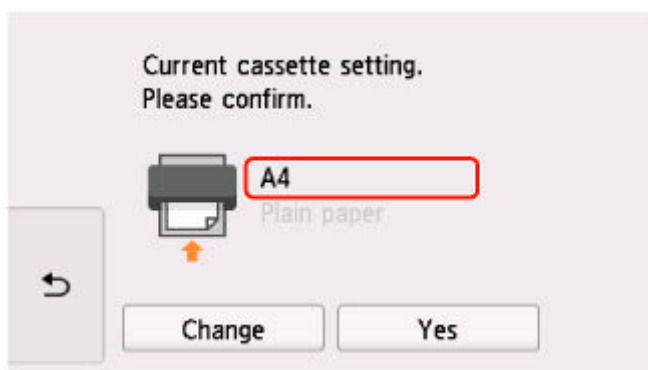 Current cassette setting.
Please confirm.
A4
Plain paper
Change
Yes